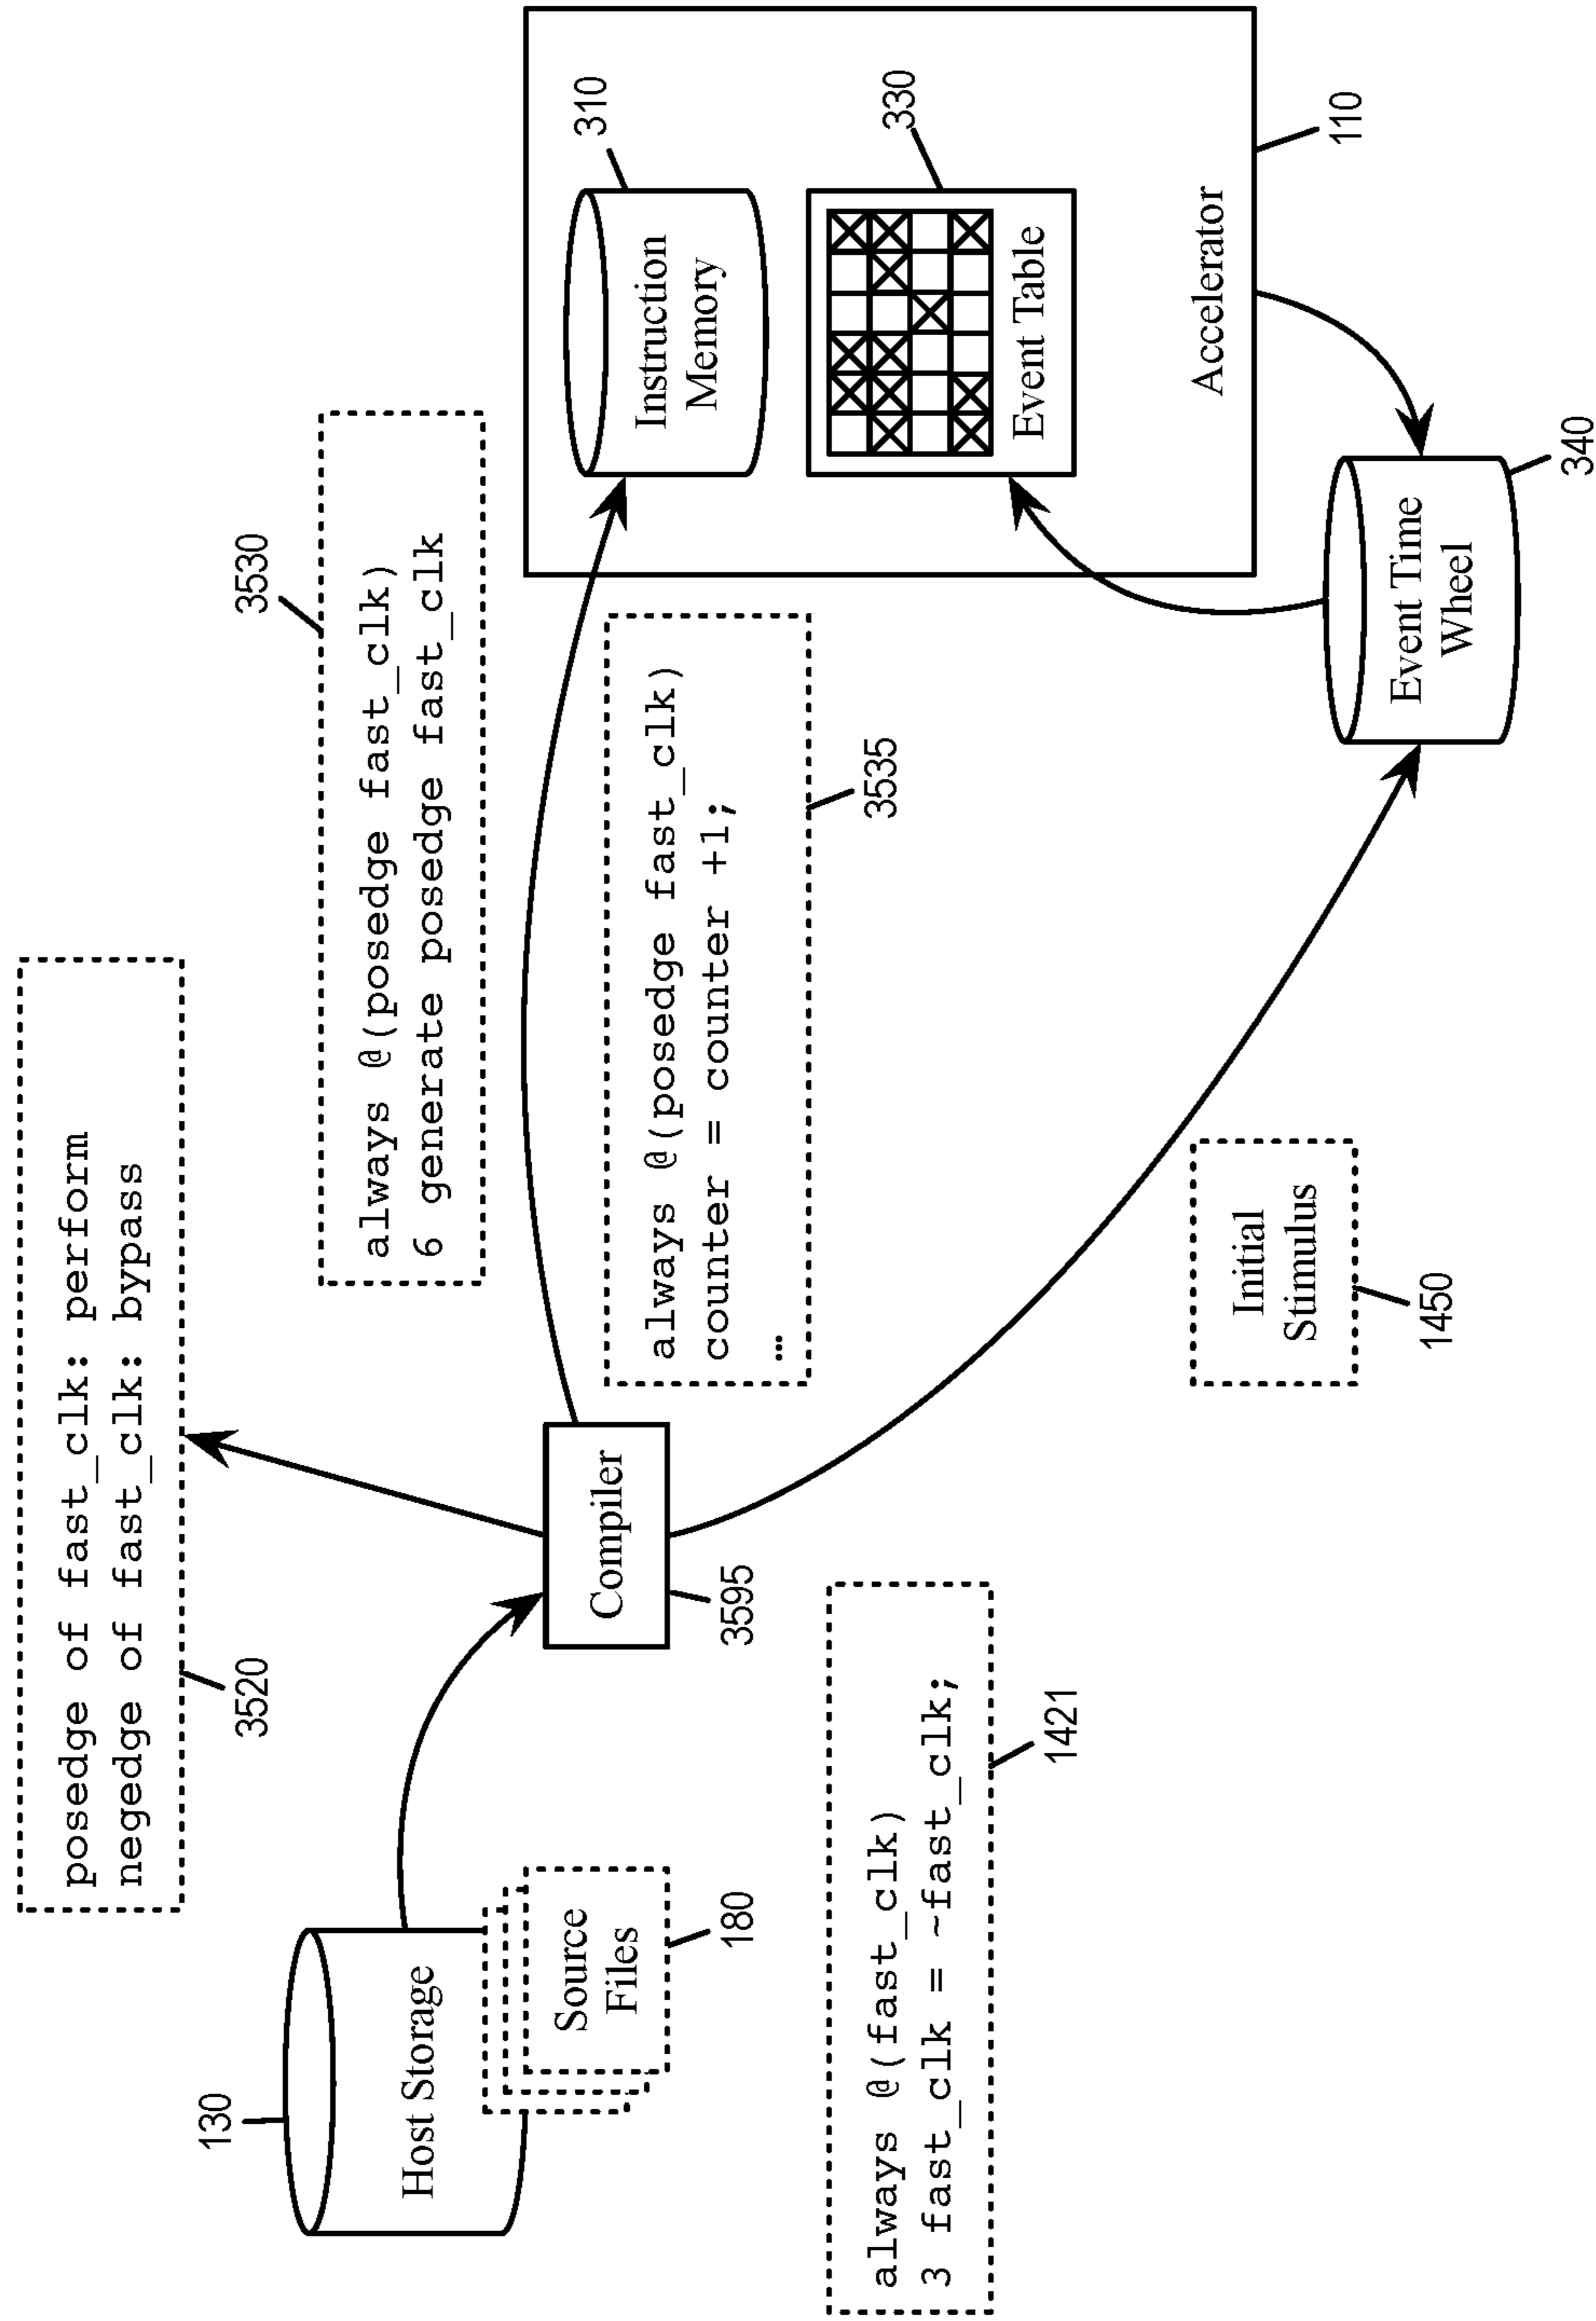 posedge of fast_clk: perform
negedge of fast_clk: bypass
3520
3530
always @(posedge fast_clk)
6 generate posedge fast_clk
130
Host Storage
Source
Files
180
Compiler
3595
always @(posedge fast_clk)
counter = counter +1;
...
3535
310
Instruction
Memory
330
Event Table
Accelerator
110
always @(fast_clk)
3 fast_clk = ~fast_clk;
1421
Initial
Stimulus
1450
Event Time
Wheel
340